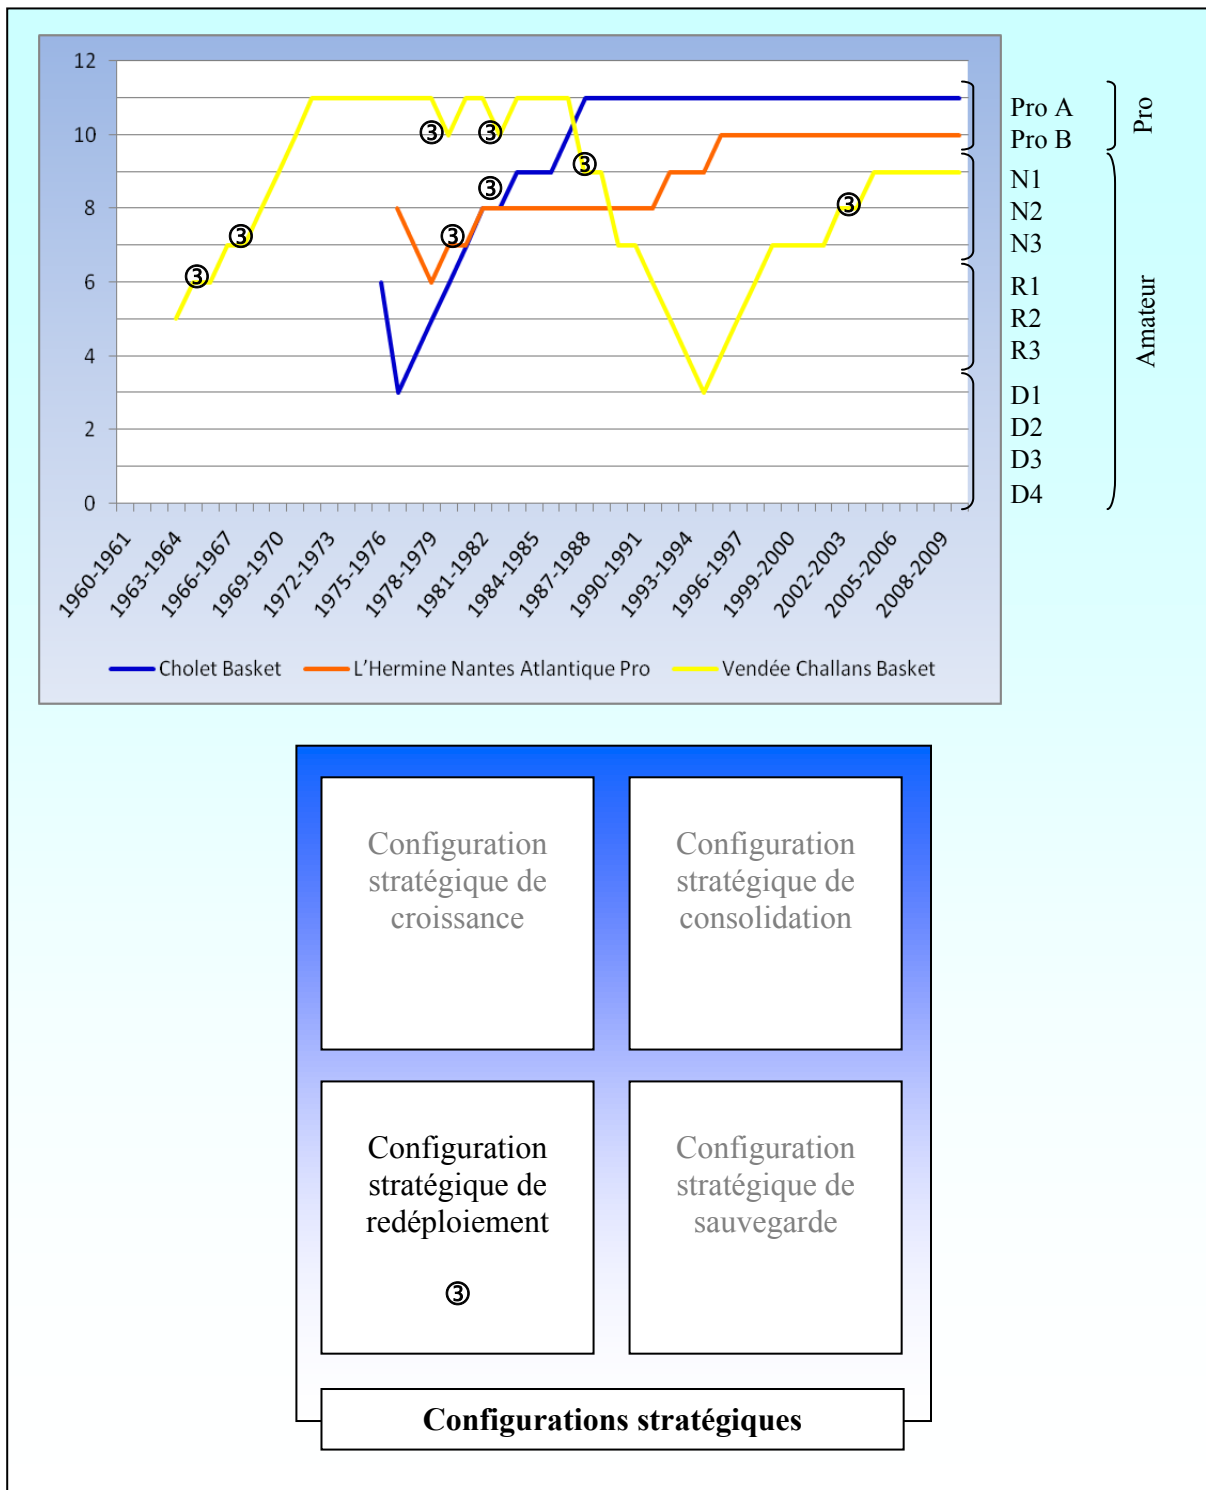 12
10
8
6
4
2
0
③
③
③
③
③
③
③
③
③
1960-1961
1963-1964
1966-1967
1969-1970
1972-1973
1975-1976
1978-1979
1981-1982
1984-1985
1987-1988
1990-1991
1993-1994
1996-1997
1999-2000
2002-2003
2005-2006
2008-2009
Cholet Basket
L’Hermine Nantes Atlantique Pro
Vendée Challans Basket
Pro A
Pro B
N1
N2
N3
R1
R2
R3
D1
D2
D3
D4
Pro
Amateur
Configuration
stratégique de
croissance
Configuration
stratégique de
consolidation
Configuration
stratégique de
redéploiement
③
Configuration
stratégique de
sauvegarde
Configurations stratégiques